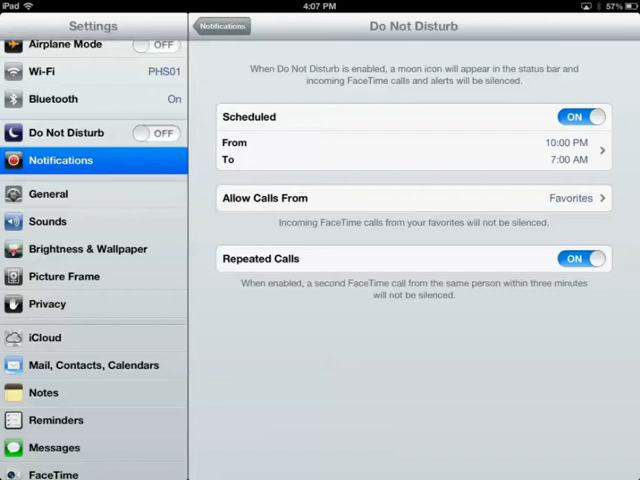 iPad
4:07 PM
57%
Settings
Notifications
Do Not Disturb
Airplane Mode OFF
Wi-Fi PHS01
Bluetooth On
Do Not Disturb OFF
Notifications
General
Sounds
Brightness & Wallpaper
Picture Frame
Privacy
iCloud
Mail, Contacts, Calendars
Notes
Reminders
Messages
FaceTime
When Do Not Disturb is enabled, a moon icon will appear in the status bar and
incoming FaceTime calls and alerts will be silenced.
Scheduled ON
From 10:00 PM
To 7:00 AM
Allow Calls From Favorites
Incoming FaceTime calls from your favorites will not be silenced.
Repeated Calls ON
When enabled, a second FaceTime call from the same person within three minutes
will not be silenced.